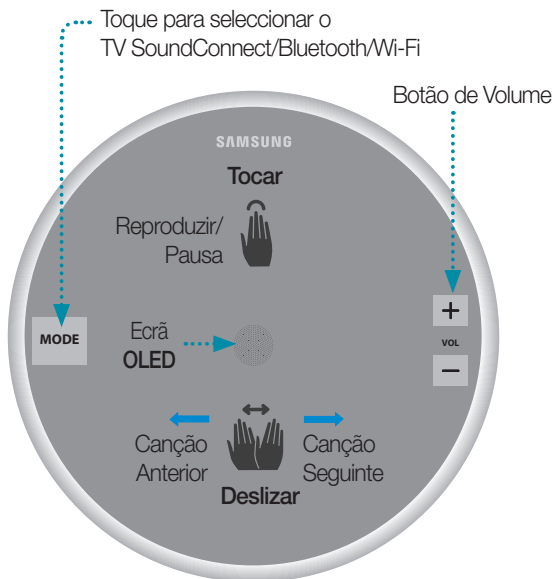 Toque para seleccionar o
TV SoundConnect/Bluetooth/Wi-Fi
Botão de Volume
SAMSUNG
Tocar
Reproduzir/
Pausa
MODE
Ecrã
OLED
+
VOL
−
Canção
Anterior
Canção
Seguinte
Deslizar